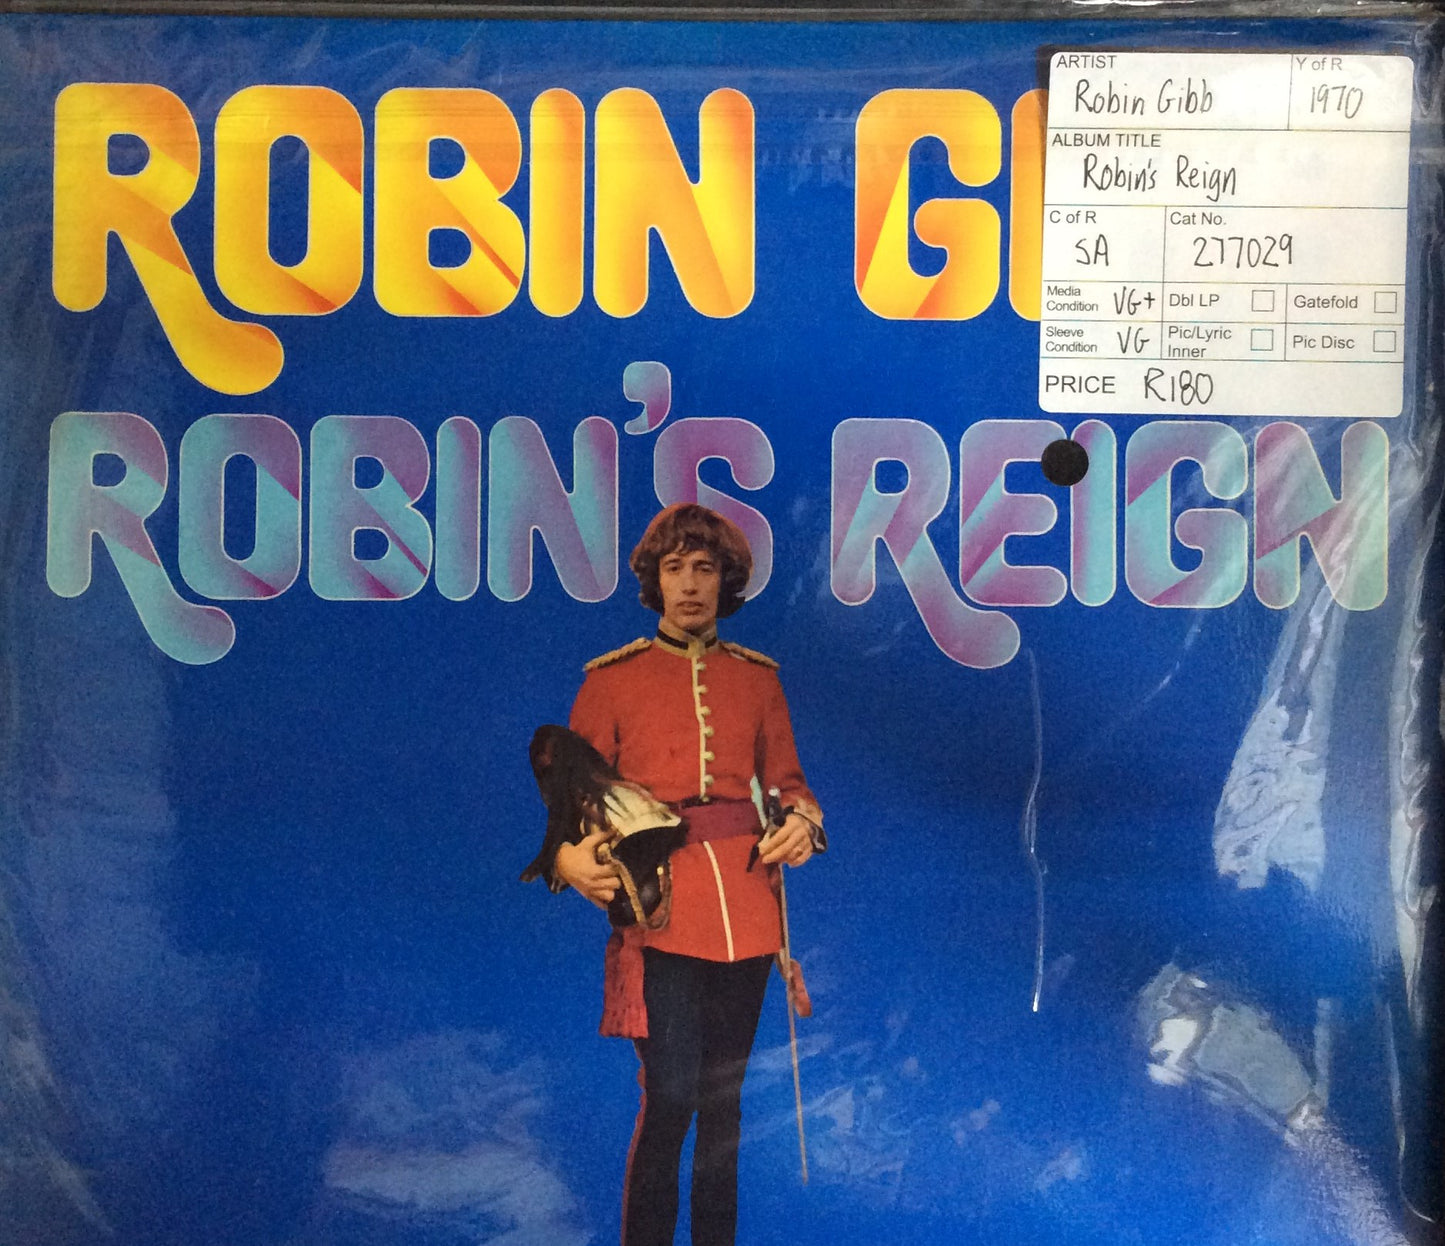 ROBIN GI
ROBIN'S REIGN
ARTIST
Robin Gibb
Y of R
1970
ALBUM TITLE
Robin's Reign
C of R
SA
Cat No.
277029
Media
Condition
VG+
Dbl LP
Gatefold
Sleeve
Condition
VG
Pic/Lyric
Inner
Pic Disc
PRICE R180